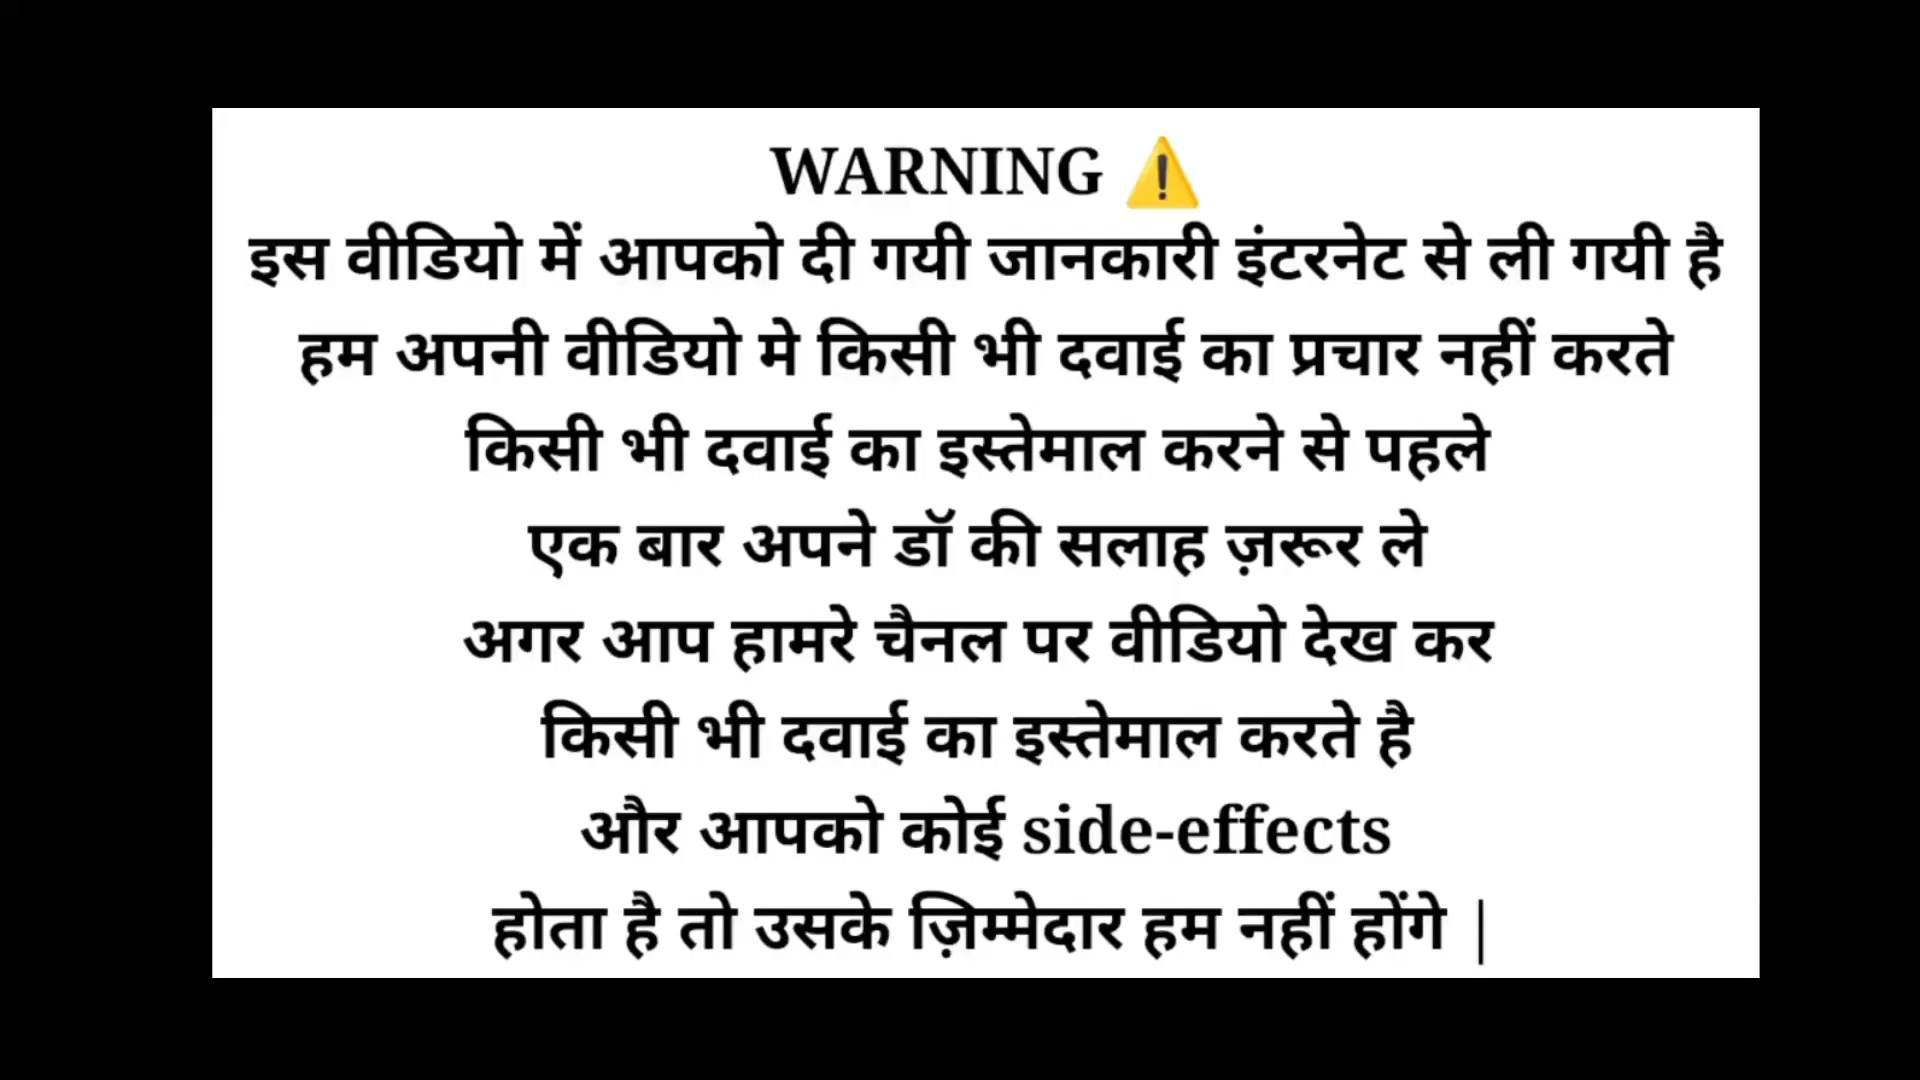 WARNING ⚠️
इस वीडियो में आपको दी गयी जानकारी इंटरनेट से ली गयी है
हम अपनी वीडियो मे किसी भी दवाई का प्रचार नहीं करते
किसी भी दवाई का इस्तेमाल करने से पहले
एक बार अपने डॉ की सलाह ज़रूर ले
अगर आप हामरे चैनल पर वीडियो देख कर
किसी भी दवाई का इस्तेमाल करते है
और आपको कोई side-effects
होता है तो उसके ज़िम्मेदार हम नहीं होंगे |